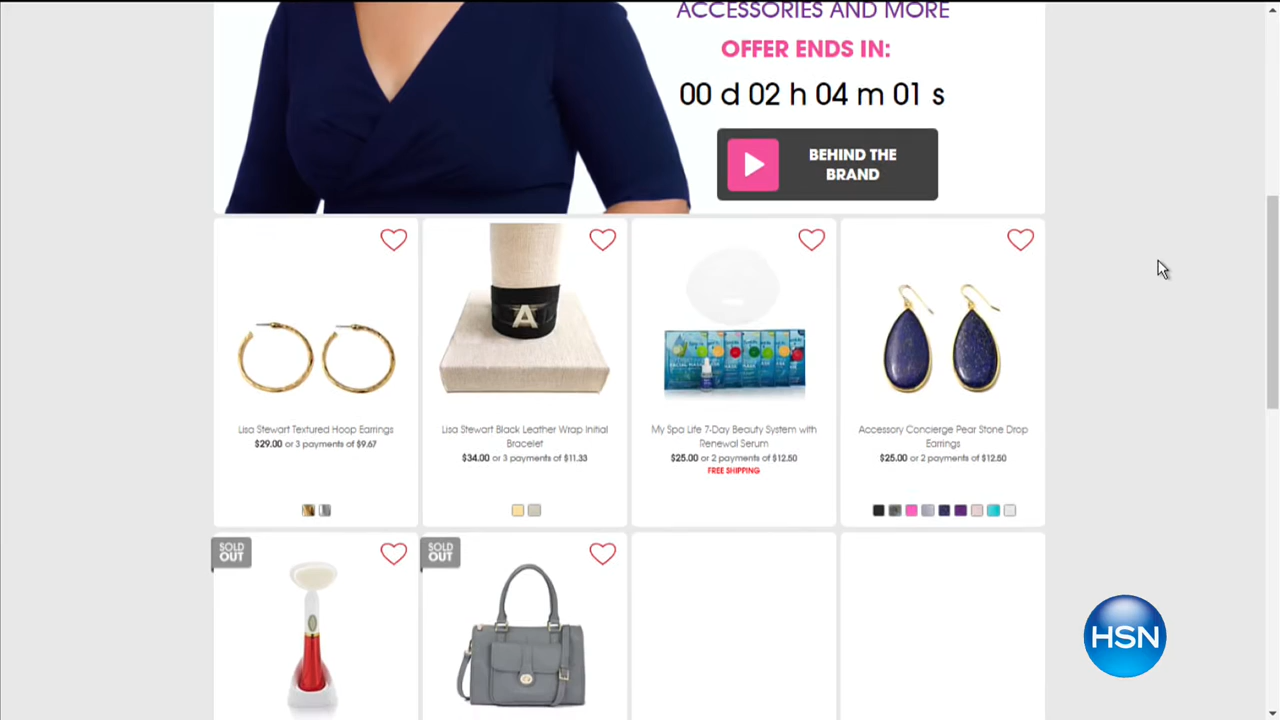 ACCESSORIES AND MORE
OFFER ENDS IN:
00 d 02 h 04 m 01 s
BEHIND THE
BRAND
Lisa Stewart Textured Hoop Earrings
$29.00 or 3 payments of $9.67
Lisa Stewart Black Leather Wrap Initial
Bracelet
$34.00 or 3 payments of $11.33
My Spa Life 7-Day Beauty System with
Renewal Serum
$25.00 or 2 payments of $12.50
FREE SHIPPING
Accessory Concierge Pear Stone Drop
Earrings
$25.00 or 2 payments of $12.50
A
SOLD
OUT
SOLD
OUT
HSN